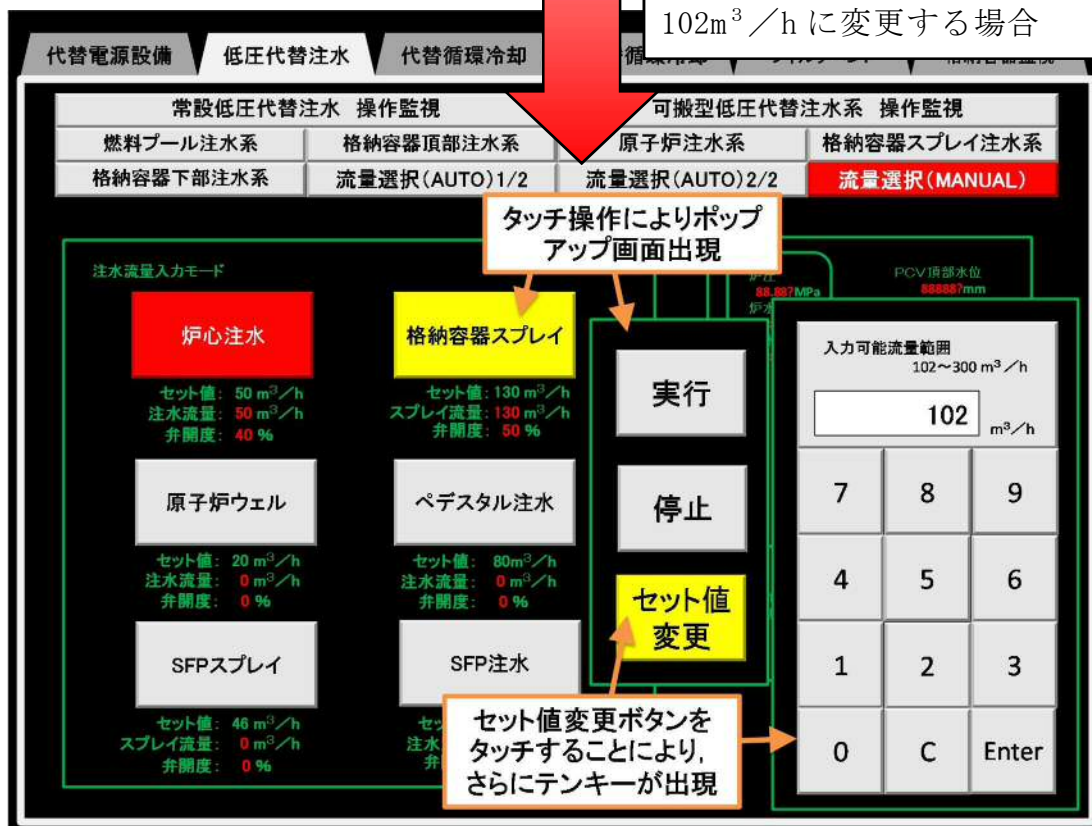 102m³／hに変更する場合
代替電源設備
低圧代替注水
代替循環冷却
常設低圧代替注水 操作監視
可搬型低圧代替注水系 操作監視
燃料プール注水系
格納容器頂部注水系
原子炉注水系
格納容器スプレイ注水系
格納容器下部注水系
流量選択(AUTO)1/2
流量選択(AUTO)2/2
流量選択(MANUAL)
タッチ操作によりポップ
アップ画面出現
注水流量入力モード
炉心注水
セット値: 50 m³／h
注水流量: 50 m³／h
弁開度: 40 %
格納容器スプレイ
セット値: 130 m³／h
スプレイ流量: 130 m³／h
弁開度: 50 %
原子炉ウェル
セット値: 20 m³／h
注水流量: 0 m³／h
弁開度: 0 %
ペデスタル注水
セット値: 80m³／h
注水流量: 0 m³／h
弁開度: 0 %
SFPスプレイ
セット値: 46 m³／h
スプレイ流量: 0 m³／h
弁開度: 0 %
SFP注水
実行
停止
セット値
変更
セット値変更ボタンを
タッチすることにより,
さらにテンキーが出現
88.88?MPa
PCV頂部水位
88888?mm
入力可能流量範囲
102～300 m³／h
102 m³／h
7 8 9
4 5 6
1 2 3
0 C Enter